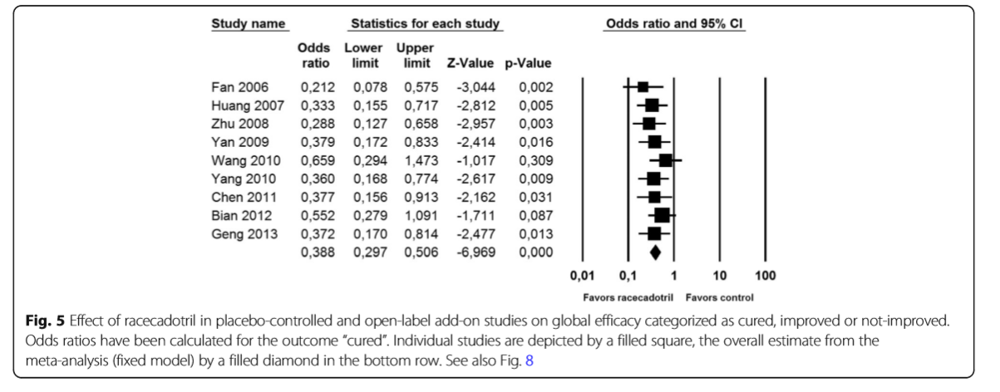 Study name Statistics for each study Odds ratio and 95% CI
Odds Lower Upper
ratio limit limit Z-Value p-Value
Fan 2006 0,212 0,078 0,575 -3,044 0,002
Huang 2007 0,333 0,155 0,717 -2,812 0,005
Zhu 2008 0,288 0,127 0,658 -2,957 0,003
Yan 2009 0,379 0,172 0,833 -2,414 0,016
Wang 2010 0,659 0,294 1,473 -1,017 0,309
Yang 2010 0,360 0,168 0,774 -2,617 0,009
Chen 2011 0,377 0,156 0,913 -2,162 0,031
Bian 2012 0,552 0,279 1,091 -1,711 0,087
Geng 2013 0,372 0,170 0,814 -2,477 0,013
0,388 0,297 0,506 -6,969 0,000
0,01 0,1 1 10 100
Favors racecadotril Favors control
Fig. 5 Effect of racecadotril in placebo-controlled and open-label add-on studies on global efficacy categorized as cured, improved or not-improved.
Odds ratios have been calculated for the outcome “cured”. Individual studies are depicted by a filled square, the overall estimate from the
meta-analysis (fixed model) by a filled diamond in the bottom row. See also Fig. 8